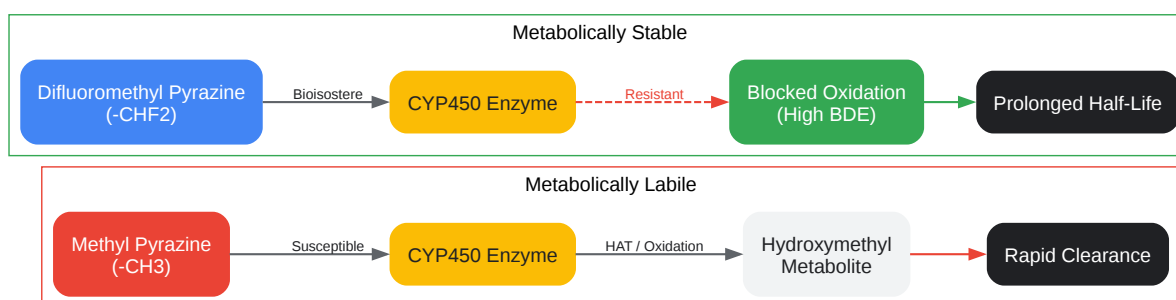 Metabolically Stable
Difluoromethyl Pyrazine
(-CHF2)
Bioisostere
CYP450 Enzyme
Resistant
Blocked Oxidation
(High BDE)
Prolonged Half-Life
Metabolically Labile
Methyl Pyrazine
(-CH3)
Susceptible
CYP450 Enzyme
HAT / Oxidation
Hydroxymethyl
Metabolite
Rapid Clearance